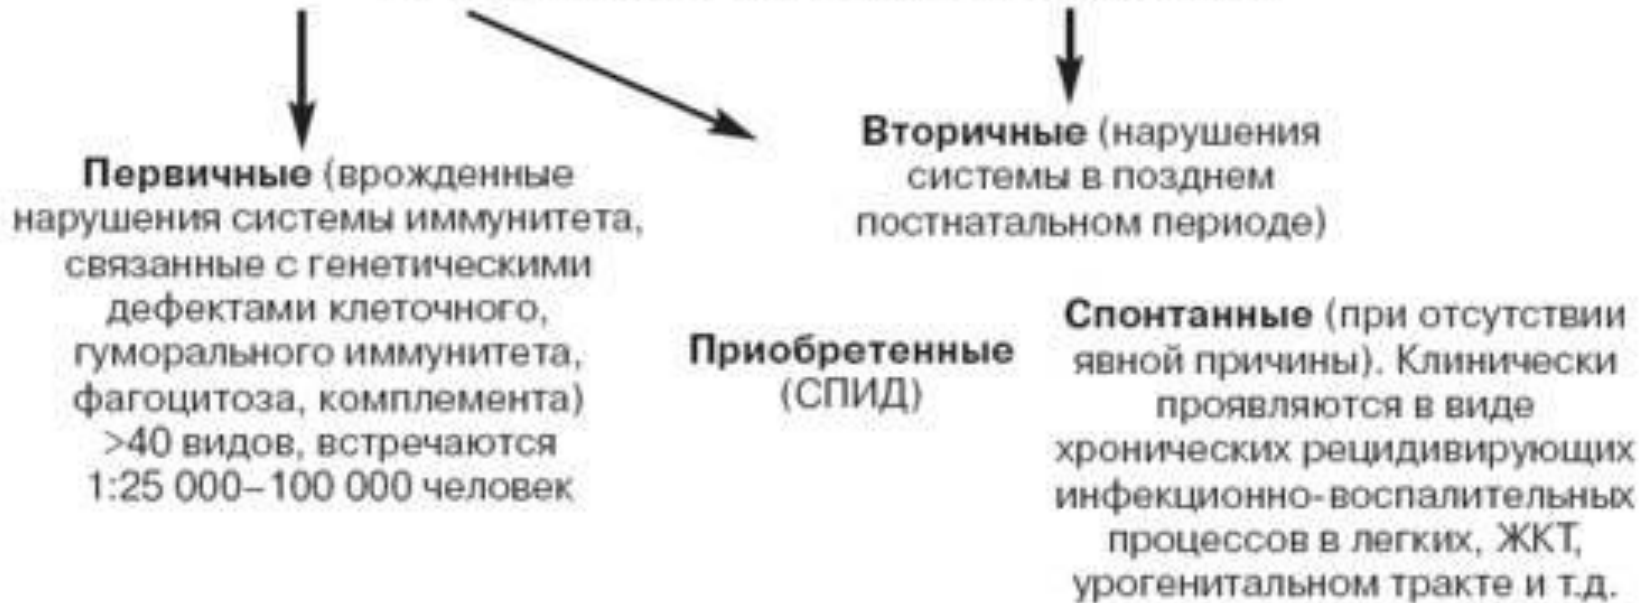 Первичные (врожденные
нарушения системы иммунитета,
связанные с генетическими
дефектами клеточного,
гуморального иммунитета,
фагоцитоза, комплемента)
>40 видов, встречаются
1:25 000–100 000 человек
Вторичные (нарушения
системы в позднем
постнатальном периоде)
Приобретенные
(СПИД)
Спонтанные (при отсутствии
явной причины). Клинически
проявляются в виде
хронических рецидивирующих
инфекционно-воспалительных
процессов в легких, ЖКТ,
урогенитальном тракте и т.д.